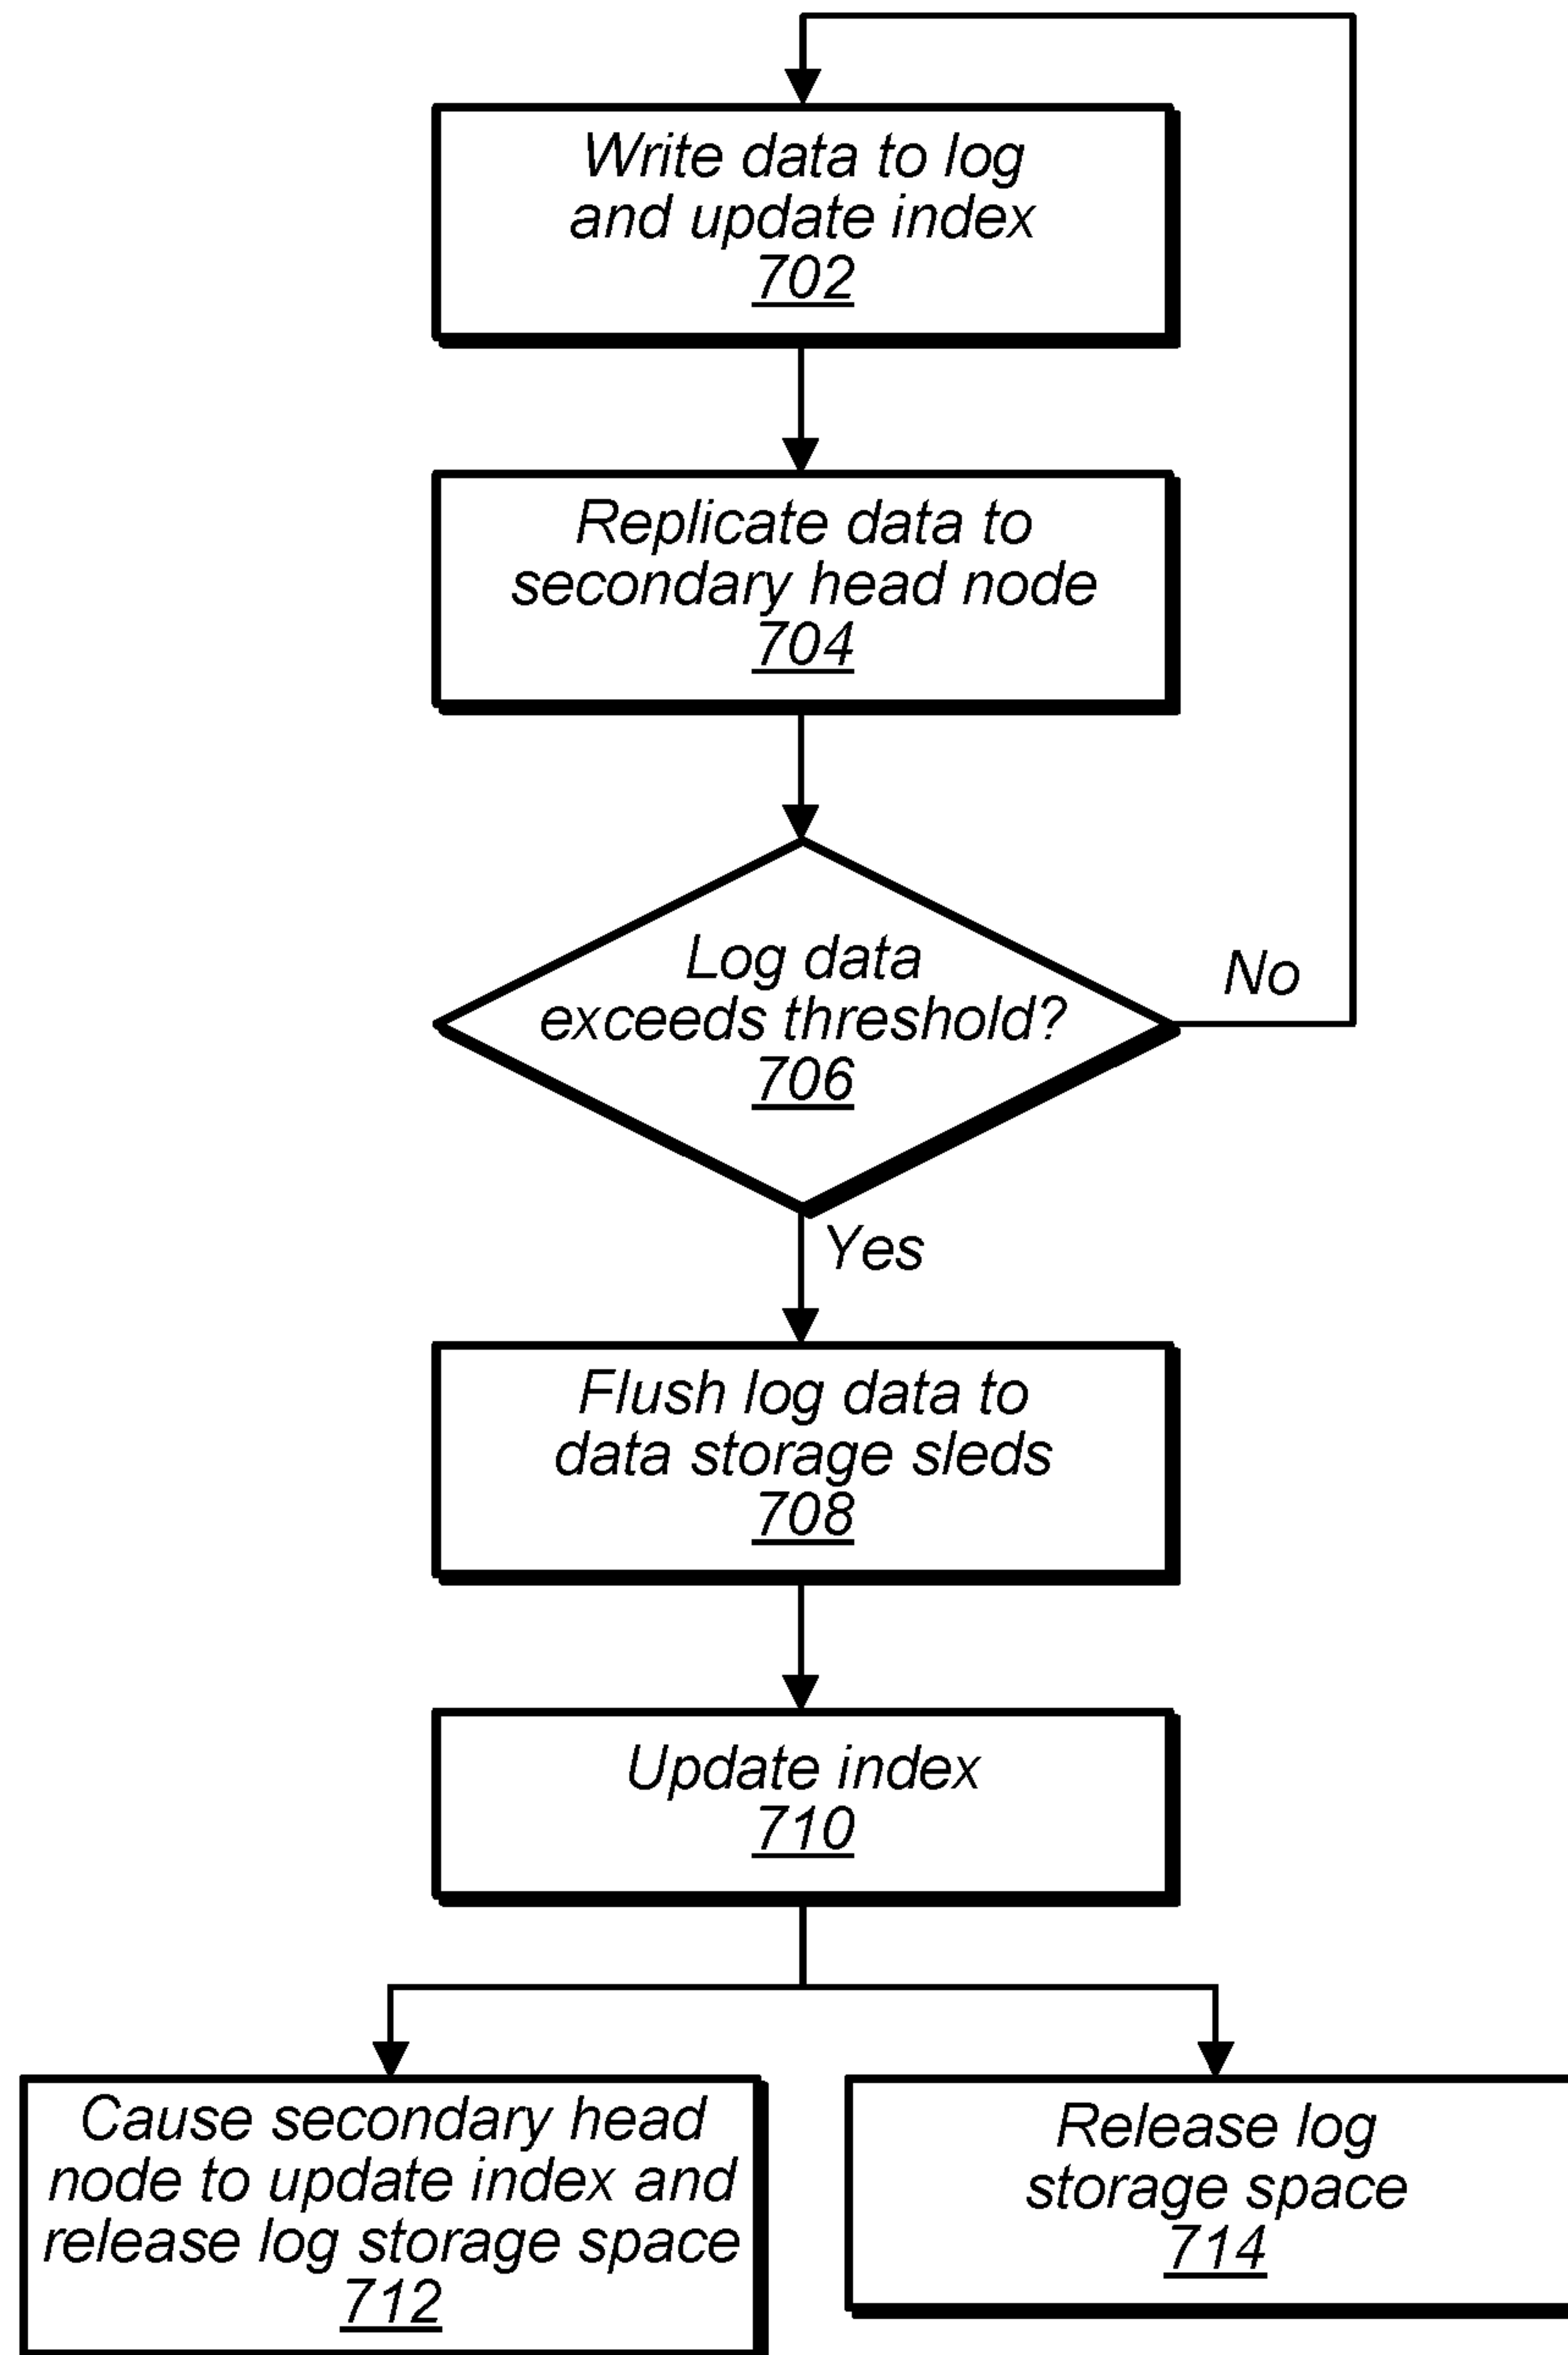 Write data to log
and update index
702
Replicate data to
secondary head node
704
Log data
exceeds threshold?
706
No
Yes
Flush log data to
data storage sleds
708
Update index
710
Cause secondary head
node to update index and
release log storage space
712
Release log
storage space
714